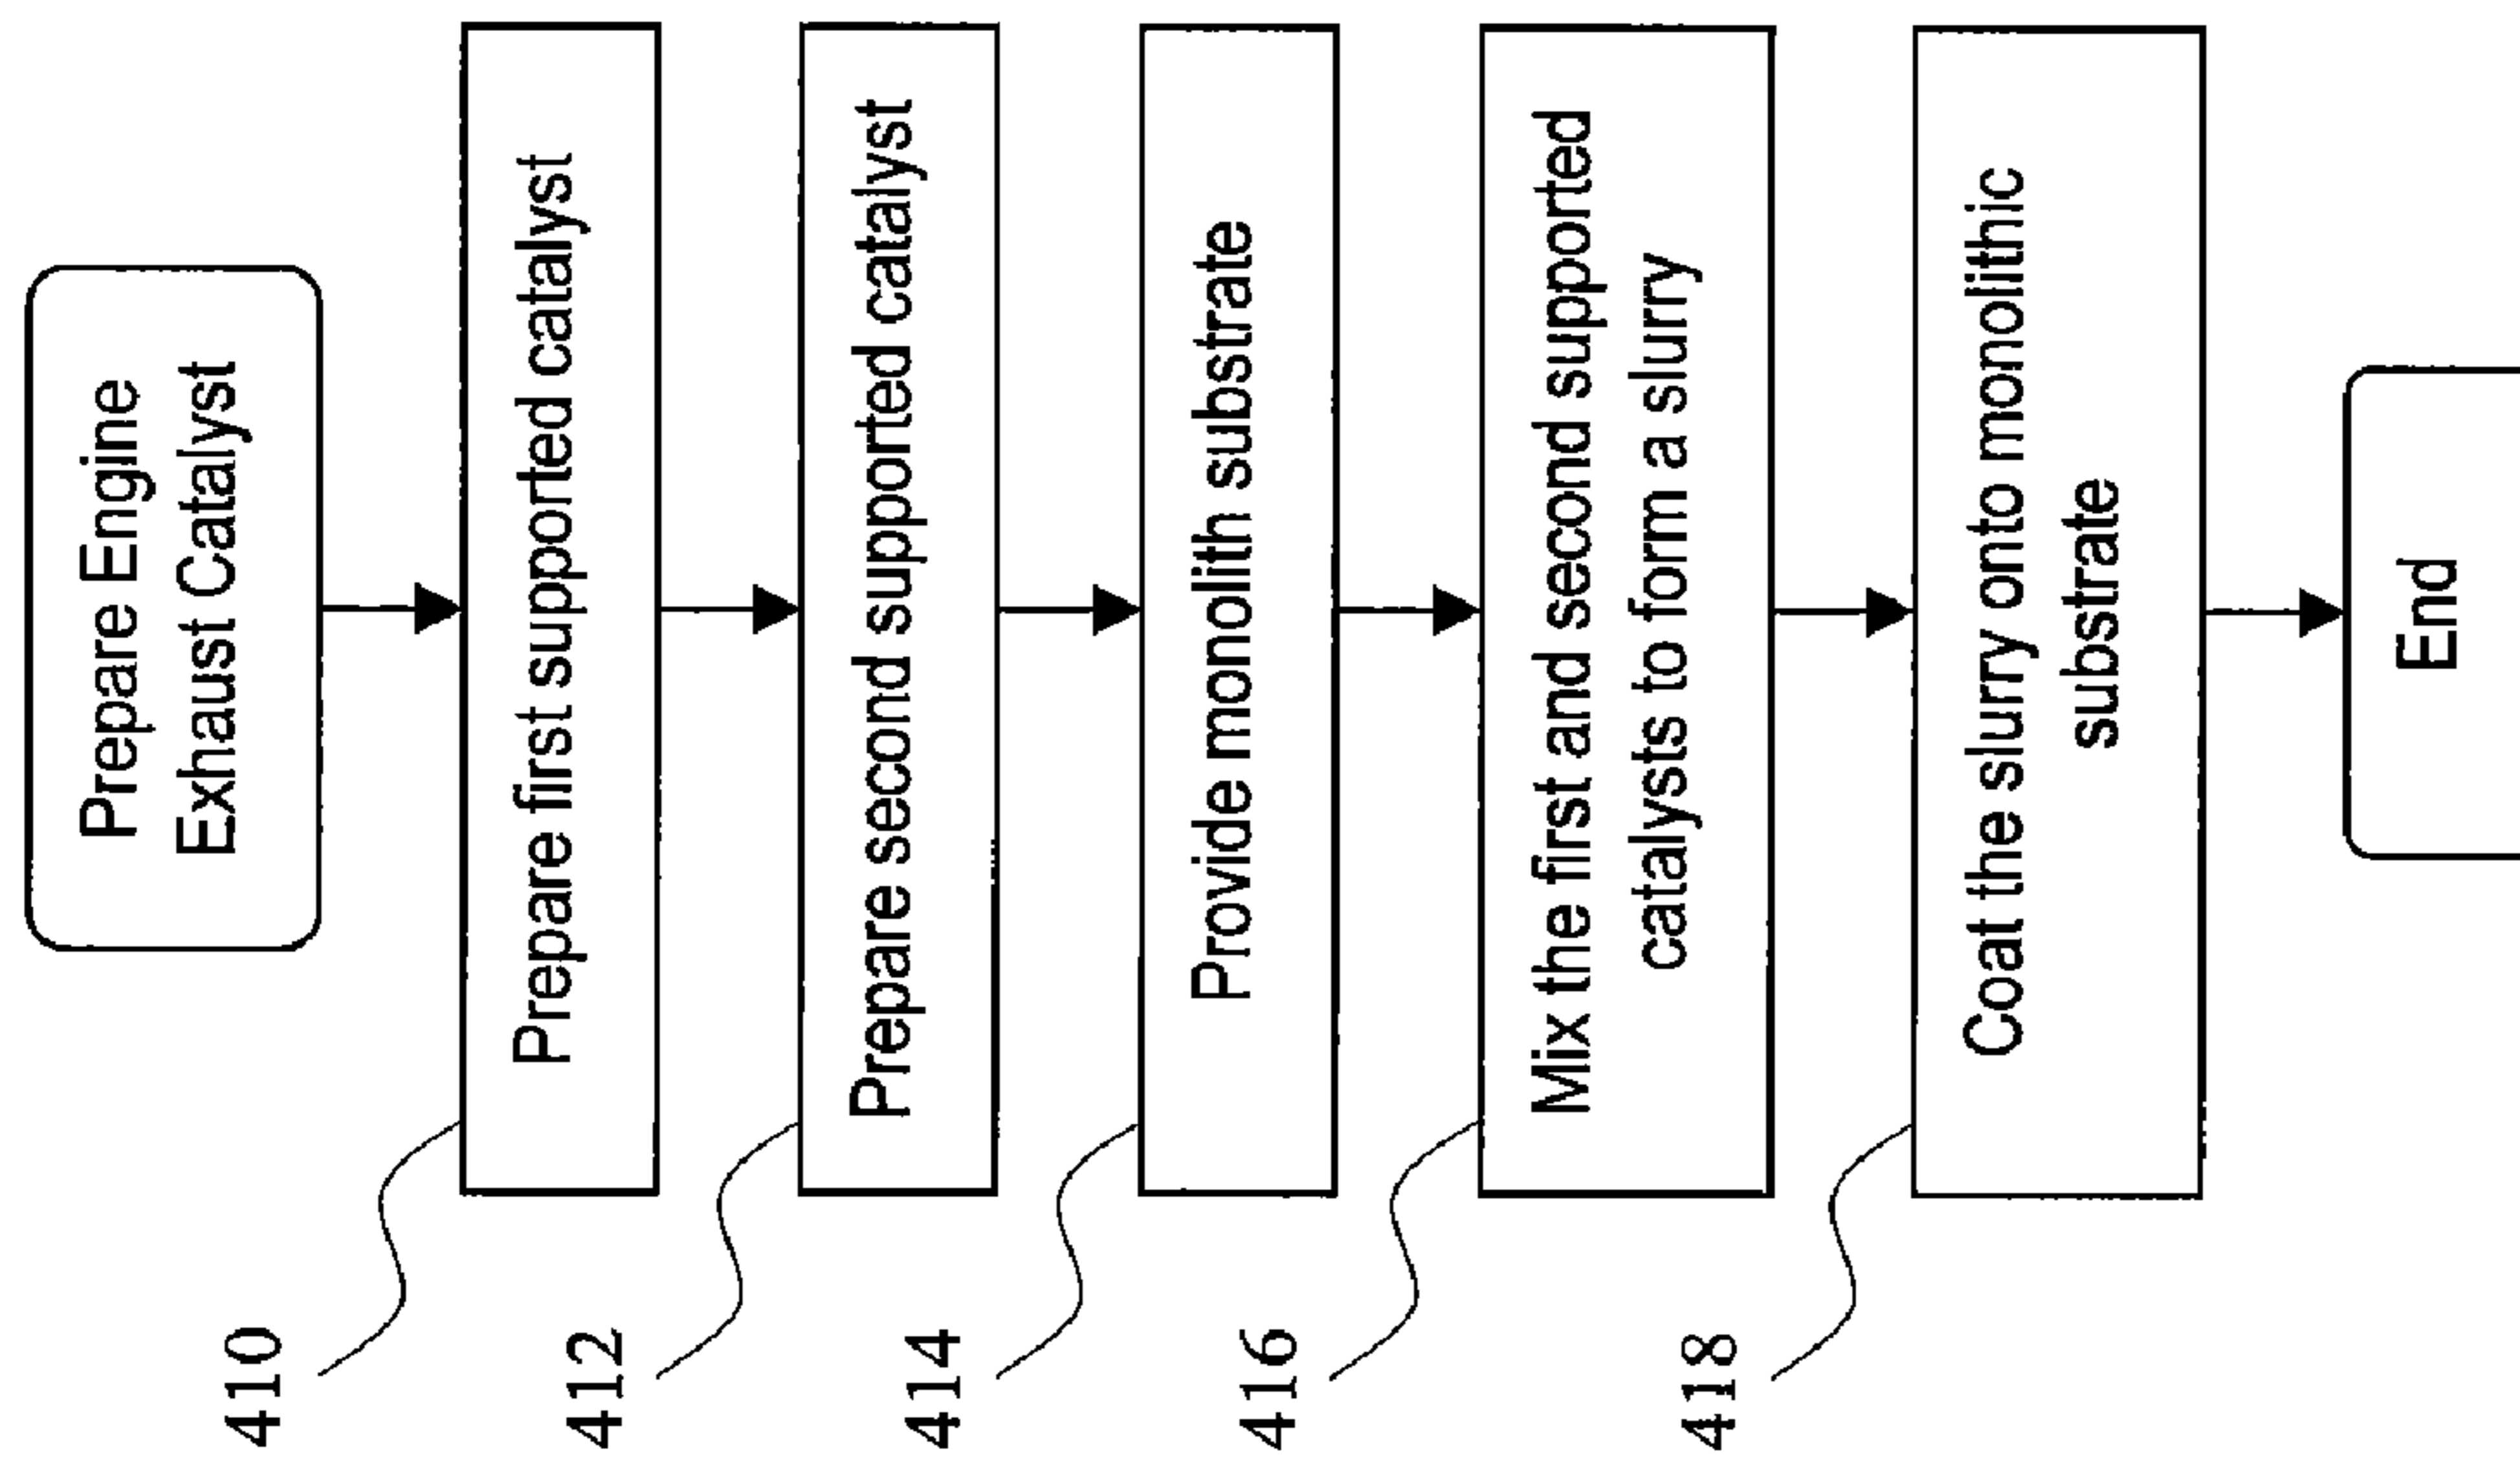 Prepare Engine
Exhaust Catalyst
410
Prepare first supported catalyst
412
Prepare second supported catalyst
414
Provide monolith substrate
416
Mix the first and second supported
catalysts to form a slurry
418
Coat the slurry onto monolithic
substrate
End